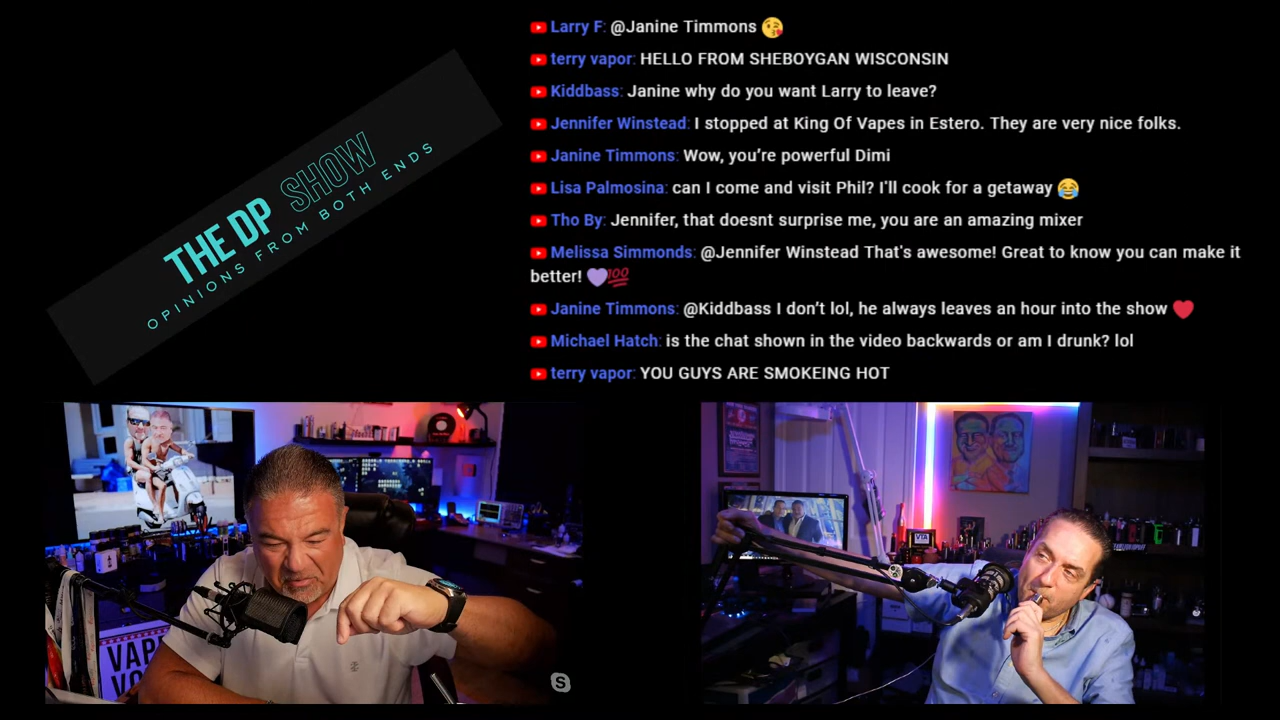 Larry F: @Janine Timmons 😘
terry vapor: HELLO FROM SHEBOYGAN WISCONSIN
Kiddbass: Janine why do you want Larry to leave?
Jennifer Winstead: I stopped at King Of Vapes in Estero. They are very nice folks.
Janine Timmons: Wow, you’re powerful Dimi
Lisa Palmosina: can I come and visit Phil? I'll cook for a getaway 😂
Tho By: Jennifer, that doesnt surprise me, you are an amazing mixer
Melissa Simmonds: @Jennifer Winstead That's awesome! Great to know you can make it
better! 💜💯
Janine Timmons: @Kiddbass I don’t lol, he always leaves an hour into the show ❤️
Michael Hatch: is the chat shown in the video backwards or am I drunk? lol
terry vapor: YOU GUYS ARE SMOKEING HOT
THE DP SHOW
OPINIONS FROM BOTH ENDS
VAPE
VO
S